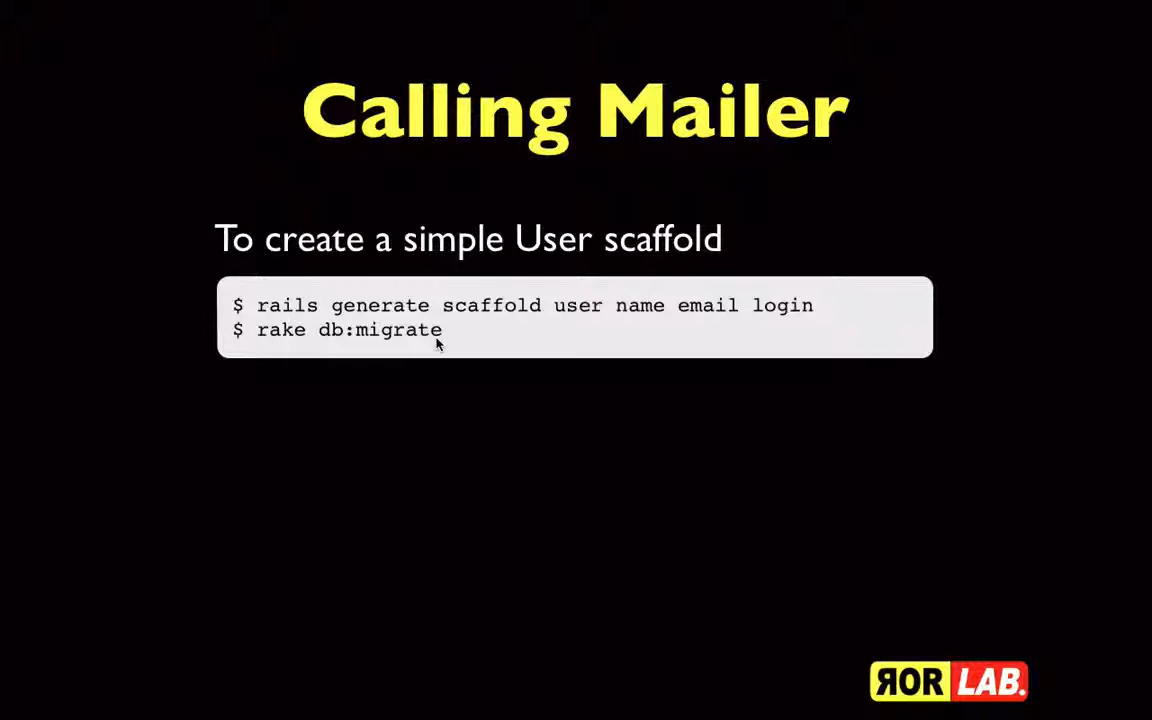 Calling Mailer
To create a simple User scaffold
$ rails generate scaffold user name email login
$ rake db:migrate
ЯOR LAB.